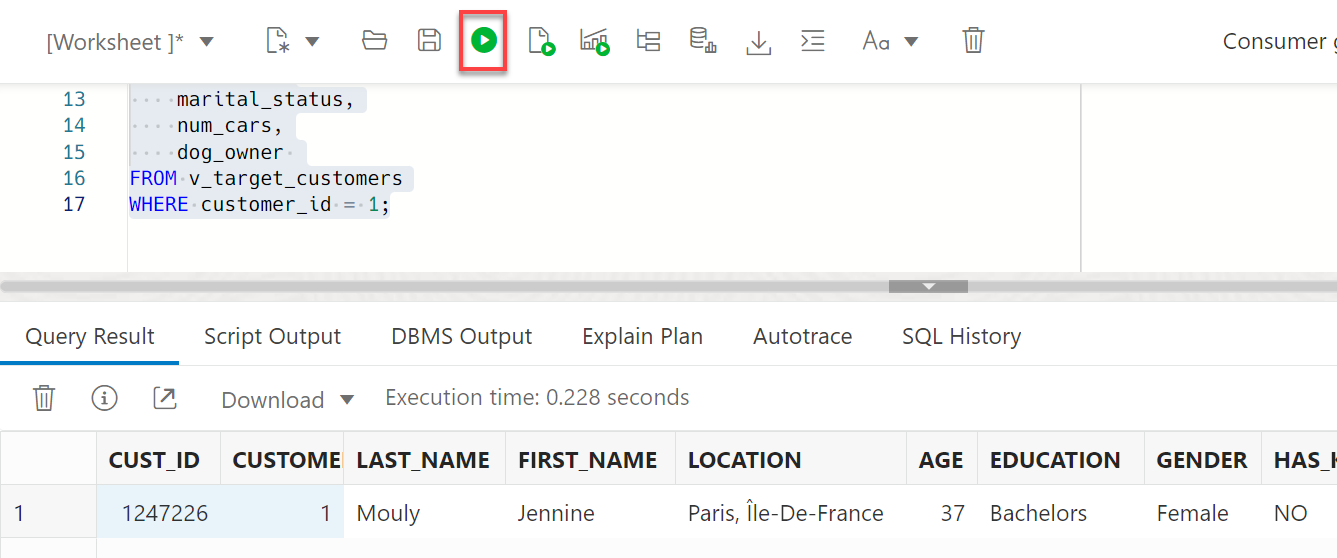 [Worksheet ]* Aa Consumer g
13 marital_status,
14 num_cars,
15 dog_owner
16 FROM v_target_customers
17 WHERE customer_id = 1;
Query Result Script Output DBMS Output Explain Plan Autotrace SQL History
Download Execution time: 0.228 seconds
CUST_ID CUSTOME LAST_NAME FIRST_NAME LOCATION AGE EDUCATION GENDER HAS_K
1 1247226 1 Mouly Jennine Paris, Île-De-France 37 Bachelors Female NO